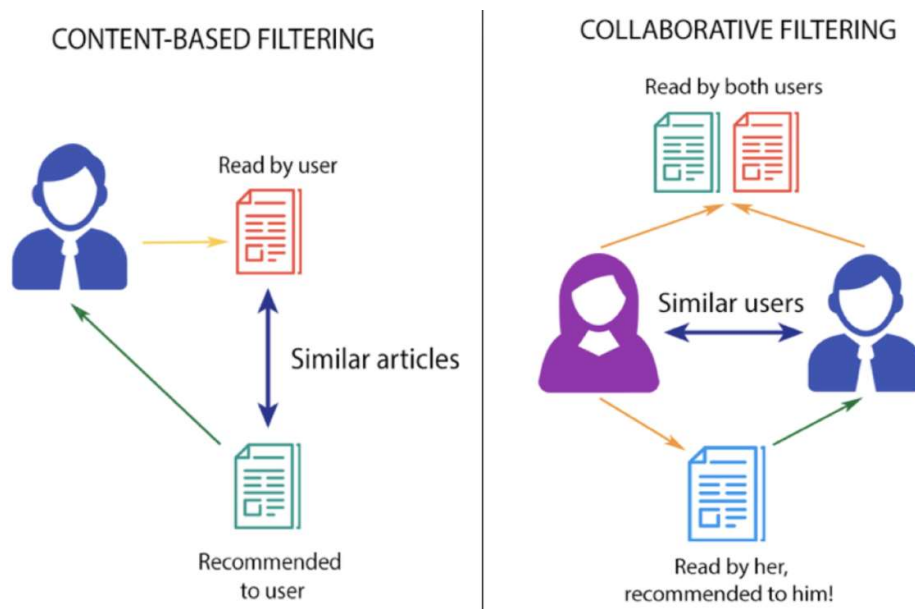 CONTENT-BASED FILTERING
Read by user
Similar articles
Recommended
to user
COLLABORATIVE FILTERING
Read by both users
Similar users
Read by her,
recommended to him!